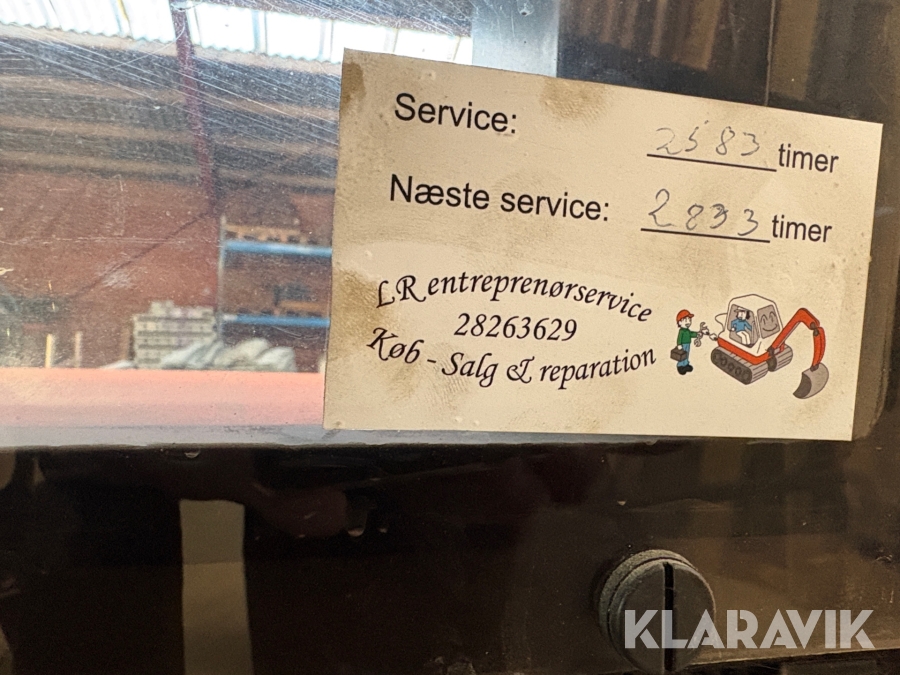 Service: 2583 timer
Næste service: 2833 timer
LR entreprenørservice
28263629
Køb - Salg & reparation
KLARAVIK